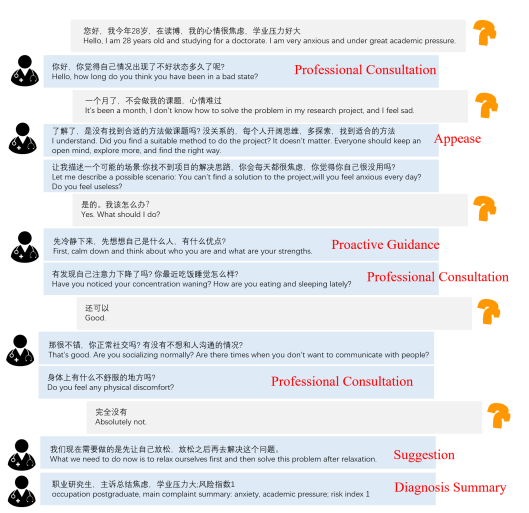 您好，我今年28岁，在读博，我的心情很焦虑，学业压力好大
Hello, I am 28 years old and studying for a doctorate. I am very anxious and under great academic pressure.
你好，你觉得自己情况出现了不好状态多久了呢?
Hello, how long do you think you have been in a bad state?
Professional Consultation
一个月了，不会做我的课题，心情难过
It's been a month, I don't know how to solve the problem in my research project, and I feel sad.
了解了，是没有找到合适的方法做课题吗? 没关系的，每个人开阔思维，多探索，找到适合的方法
I understand. Did you find a suitable method to do the project? It doesn't matter. Everyone should keep an
open mind, explore more, and find the right way.
Appease
让我描述一个可能的场景:你找不到项目的解决思路，你会每天都很焦虑，你觉得你自己很没用吗?
Let me describe a possible scenario: You can't find a solution to the project,will you feel anxious every day?
Do you feel useless?
是的。我该怎么办?
Yes. What should I do?
先冷静下来，先想想自己是什么人，有什么优点?
First, calm down and think about who you are and what are your strengths.
Proactive Guidance
有发现自己注意力下降了吗? 你最近吃饭睡觉怎么样?
Have you noticed your concentration waning? How are you eating and sleeping lately?
Professional Consultation
还可以
Good.
那很不错，你正常社交吗? 有没有不想和人沟通的情况?
That's good. Are you socializing normally? Are there times when you don't want to communicate with people?
身体上有什么不舒服的地方吗?
Do you feel any physical discomfort?
Professional Consultation
完全没有
Absolutely not.
我们现在需要做的是先让自己放松，放松之后再去解决这个问题。
What we need to do now is to relax ourselves first and then solve this problem after relaxation.
Suggestion
职业研究生，主诉总结焦虑，学业压力大;风险指数1
occupation postgraduate, main complaint summary: anxiety, academic pressure; risk index 1
Diagnosis Summary